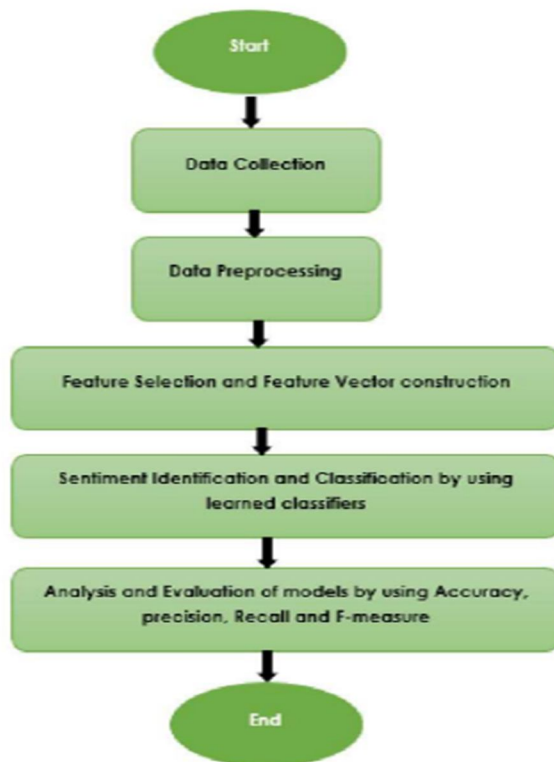 Start
Data Collection
Data Preprocessing
Feature Selection and Feature Vector construction
Sentiment Identification and Classification by using
learned classifiers
Analysis and Evaluation of models by using Accuracy,
precision, Recall and F-measure
End